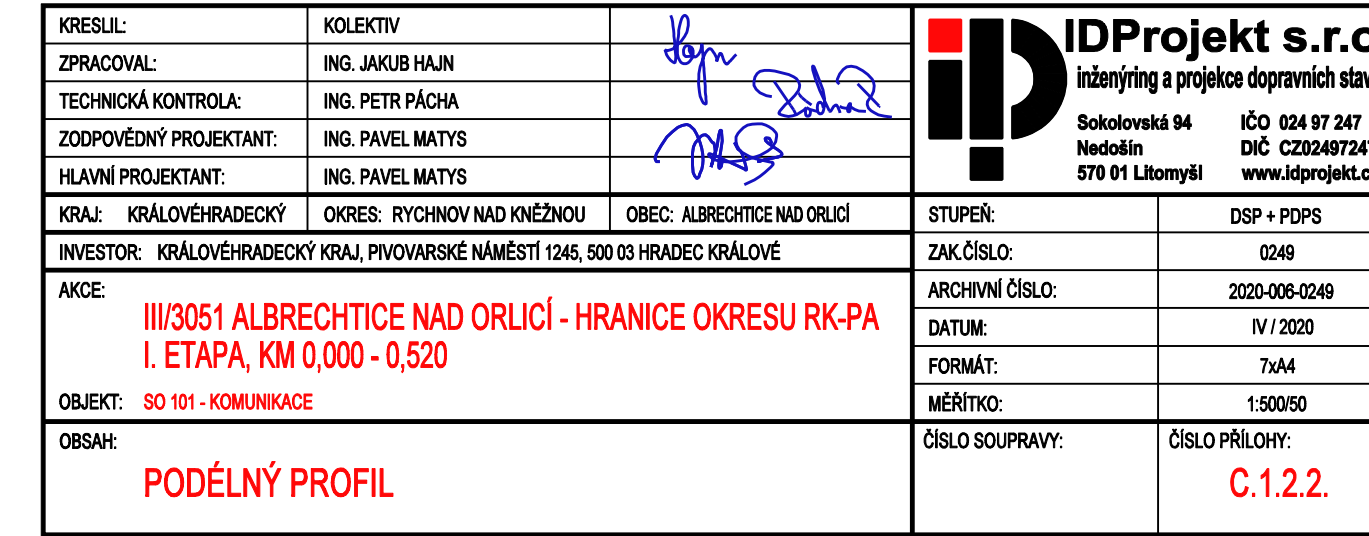 KRESLIL: KOLEKTIV
ZPRACOVAL: ING. JAKUB HAJN
TECHNICKÁ KONTROLA: ING. PETR PÁCHA
ZODPOVĚDNÝ PROJEKTANT: ING. PAVEL MATYS
HLAVNÍ PROJEKTANT: ING. PAVEL MATYS
IDProjekt s.r.o
inženýring a projekce dopravních stav
Sokolovská 94 IČO 024 97 247
Nedošín DIČ CZ02497247
570 01 Litomyšl www.idprojekt.c
KRAJ: KRÁLOVÉHRADECKÝ OKRES: RYCHNOV NAD KNĚŽNOU OBEC: ALBRECHTICE NAD ORLICÍ
INVESTOR: KRÁLOVÉHRADECKÝ KRAJ, PIVOVARSKÉ NÁMĚSTÍ 1245, 500 03 HRADEC KRÁLOVÉ
AKCE:
III/3051 ALBRECHTICE NAD ORLICÍ - HRANICE OKRESU RK-PA
I. ETAPA, KM 0,000 - 0,520
OBJEKT: SO 101 - KOMUNIKACE
OBSAH:
PODÉLNÝ PROFIL
STUPEŇ: DSP + PDPS
ZAK.ČÍSLO: 0249
ARCHIVNÍ ČÍSLO: 2020-006-0249
DATUM: IV / 2020
FORMÁT: 7xA4
MĚŘÍTKO: 1:500/50
ČÍSLO SOUPRAVY: ČÍSLO PŘÍLOHY:
C.1.2.2.